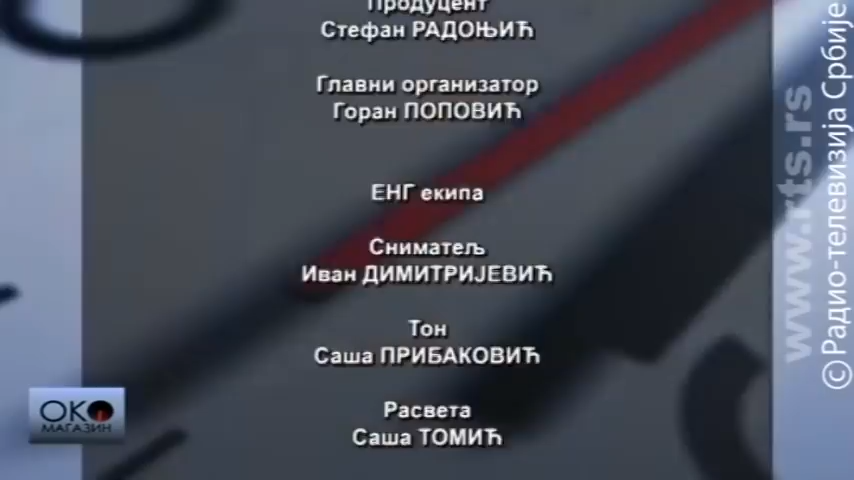 Продуцент
Стефан РАДОЊИЋ
Главни организатор
Горан ПОПОВИЋ
ЕНГ екипа
Сниматељ
Иван ДИМИТРИЈЕВИЋ
Тон
Саша ПРИБАКОВИЋ
Расвета
Саша ТОМИЋ
ОКО
МАГАЗИН
www.rts.rs
© Радио-телевизија Србије